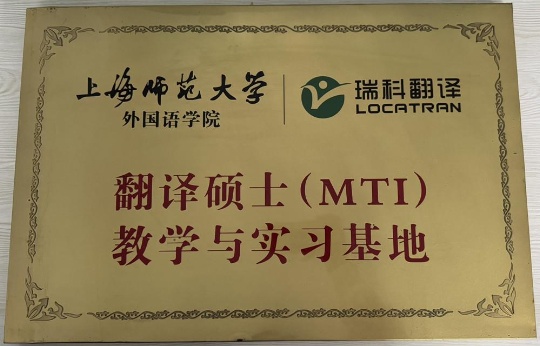 上海师范大学
外国语学院
瑞科翻译
LOCATRAN
翻译硕士(MTI)
教学与实习基地